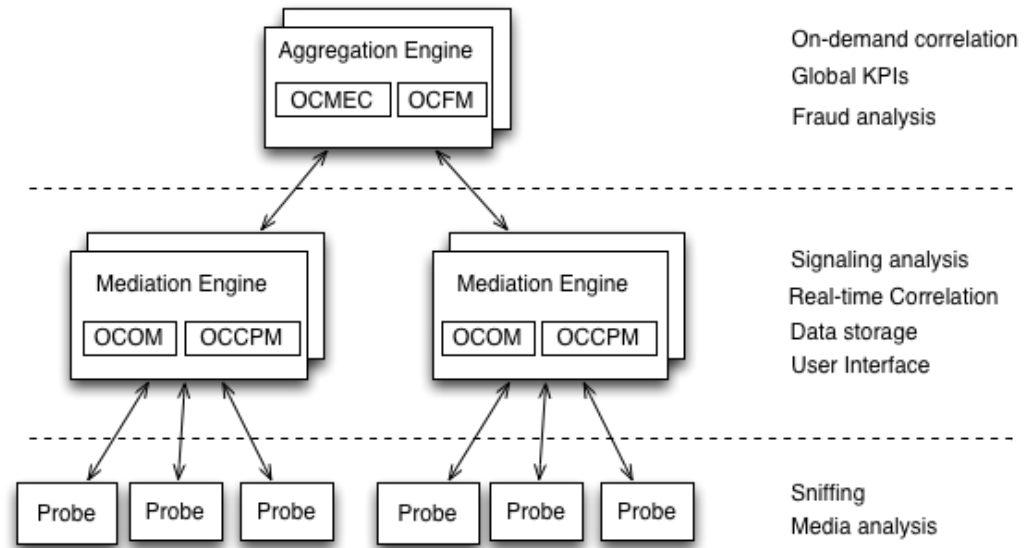 Aggregation Engine
OCMEC
OCFM
On-demand correlation
Global KPIs
Fraud analysis
Mediation Engine
OCOM
OCCPM
Mediation Engine
OCOM
OCCPM
Signaling analysis
Real-time Correlation
Data storage
User Interface
Probe
Probe
Probe
Probe
Probe
Probe
Sniffing
Media analysis